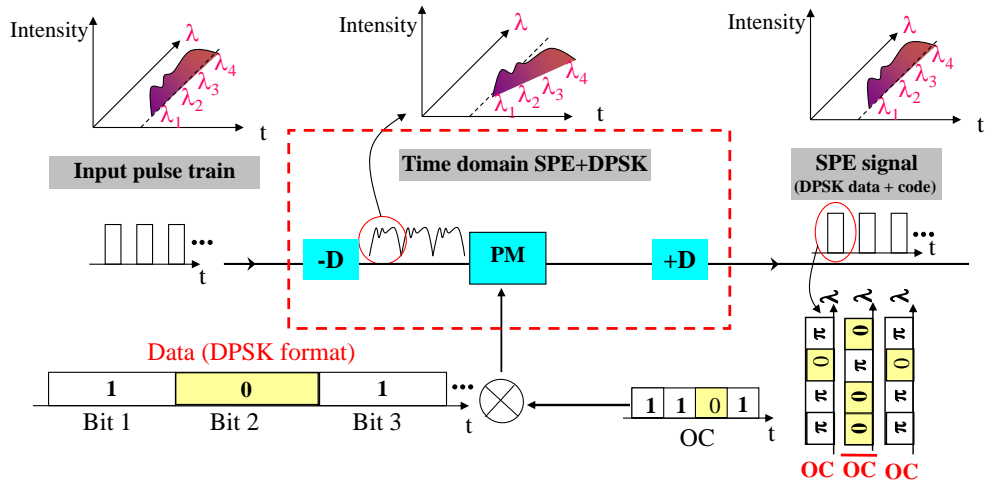 Intensity
λ
λ1
λ2
λ3
λ4
t
λ
λ1
λ2
λ3
λ4
t
Intensity
λ
λ1
λ2
λ3
λ4
t
Input pulse train
Time domain SPE+DPSK
SPE signal
(DPSK data + code)
...
t
-D
PM
+D
...
t
Data (DPSK format)
1 0 1 ...
Bit 1 Bit 2 Bit 3 t
1 1 0 1
OC t
λ λ λ
π 0 π
0 π 0
π 0 π
π 0 π
OC OC OC